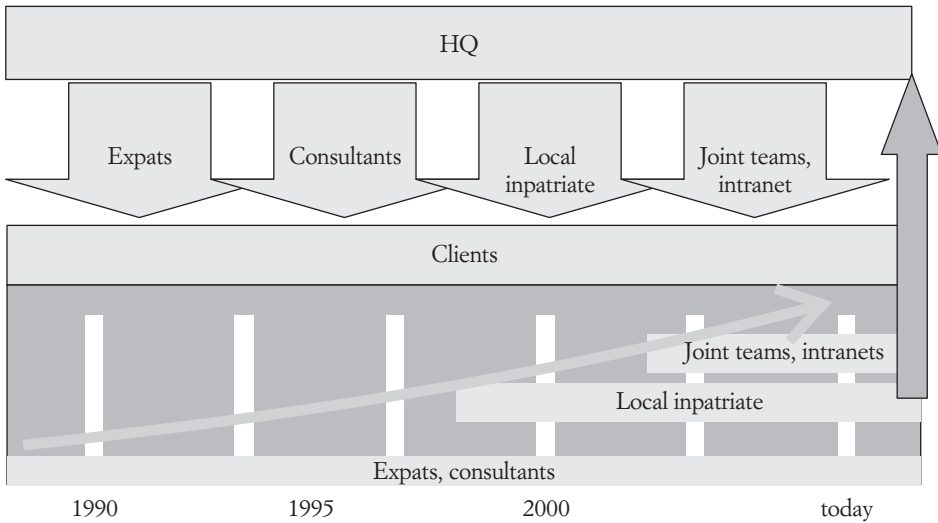 HQ
Expats
Consultants
Local
inpatriate
Joint teams,
intranet
Clients
Joint teams, intranets
Local inpatriate
Expats, consultants
1990 1995 2000 today